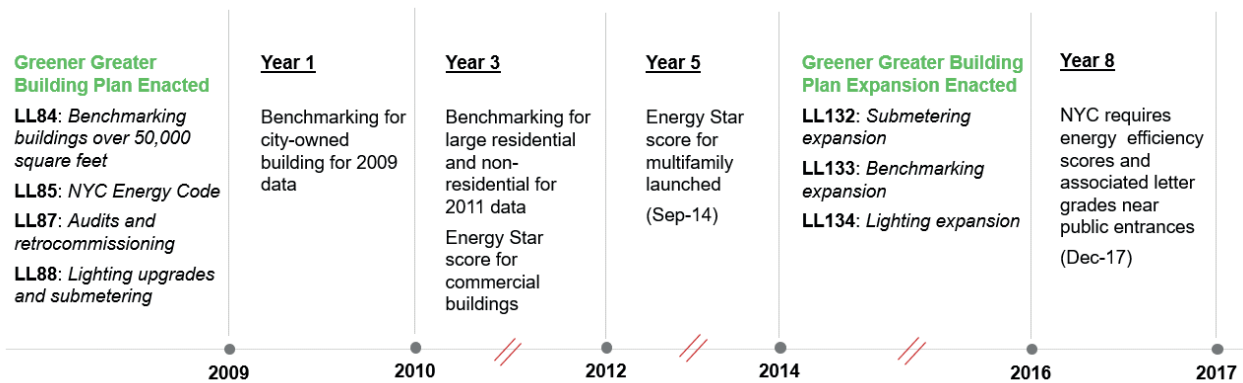 Greener Greater
Building Plan Enacted
LL84: Benchmarking
buildings over 50,000
square feet
LL85: NYC Energy Code
LL87: Audits and
retrocommissioning
LL88: Lighting upgrades
and submetering
Year 1
Benchmarking for
city-owned
building for 2009
data
Year 3
Benchmarking for
large residential
and non-
residential for
2011 data
Energy Star
score for
commercial
buildings
Year 5
Energy Star
score for
multifamily
launched
(Sep-14)
Greener Greater Building
Plan Expansion Enacted
LL132: Submetering
expansion
LL133: Benchmarking
expansion
LL134: Lighting expansion
Year 8
NYC requires
energy efficiency
scores and
associated letter
grades near
public entrances
(Dec-17)
2009
2010
2012
2014
2016
2017